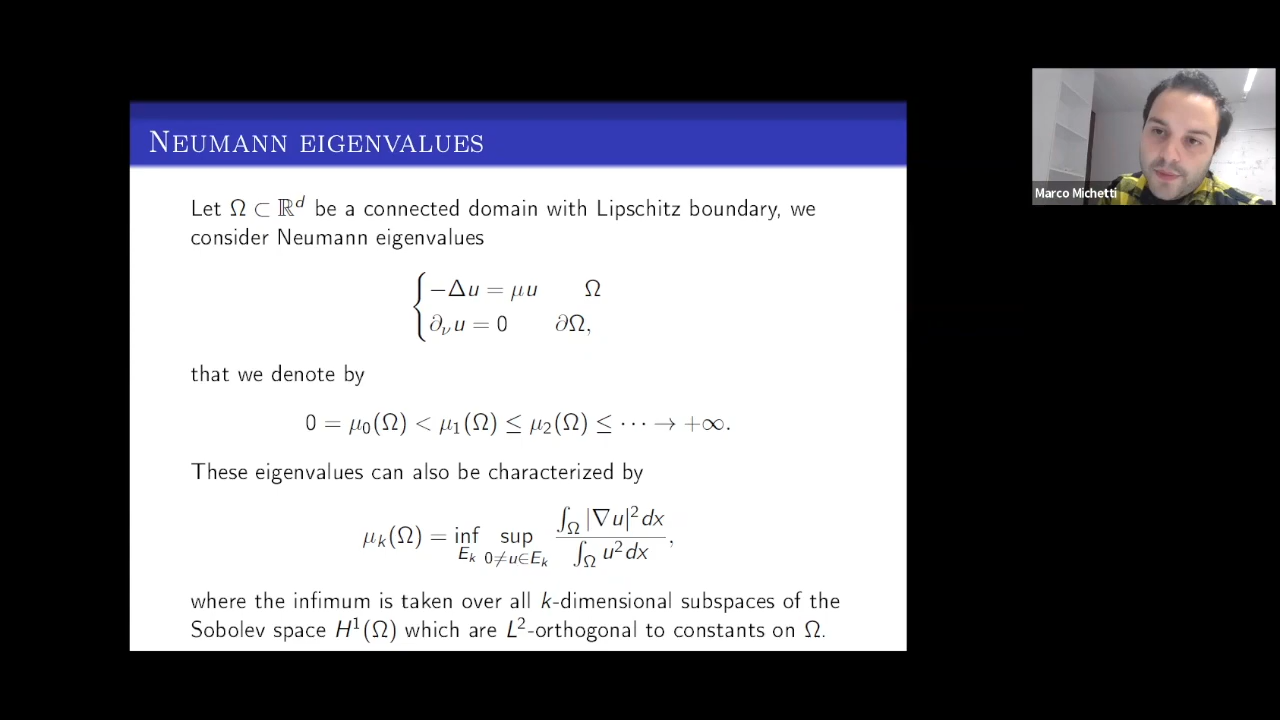 NEUMANN EIGENVALUES
Let Ω ⊂ ℝ^d be a connected domain with Lipschitz boundary, we
consider Neumann eigenvalues
{ −Δu = μu Ω
∂_ν u = 0 ∂Ω,
that we denote by
0 = μ_0(Ω) < μ_1(Ω) ≤ μ_2(Ω) ≤ ⋯ → +∞.
These eigenvalues can also be characterized by
μ_k(Ω) = inf_{E_k} sup_{0≠u∈E_k} ∫_Ω |∇u|^2 dx / ∫_Ω u^2 dx,
where the infimum is taken over all k-dimensional subspaces of the
Sobolev space H^1(Ω) which are L^2-orthogonal to constants on Ω.
Marco Michetti